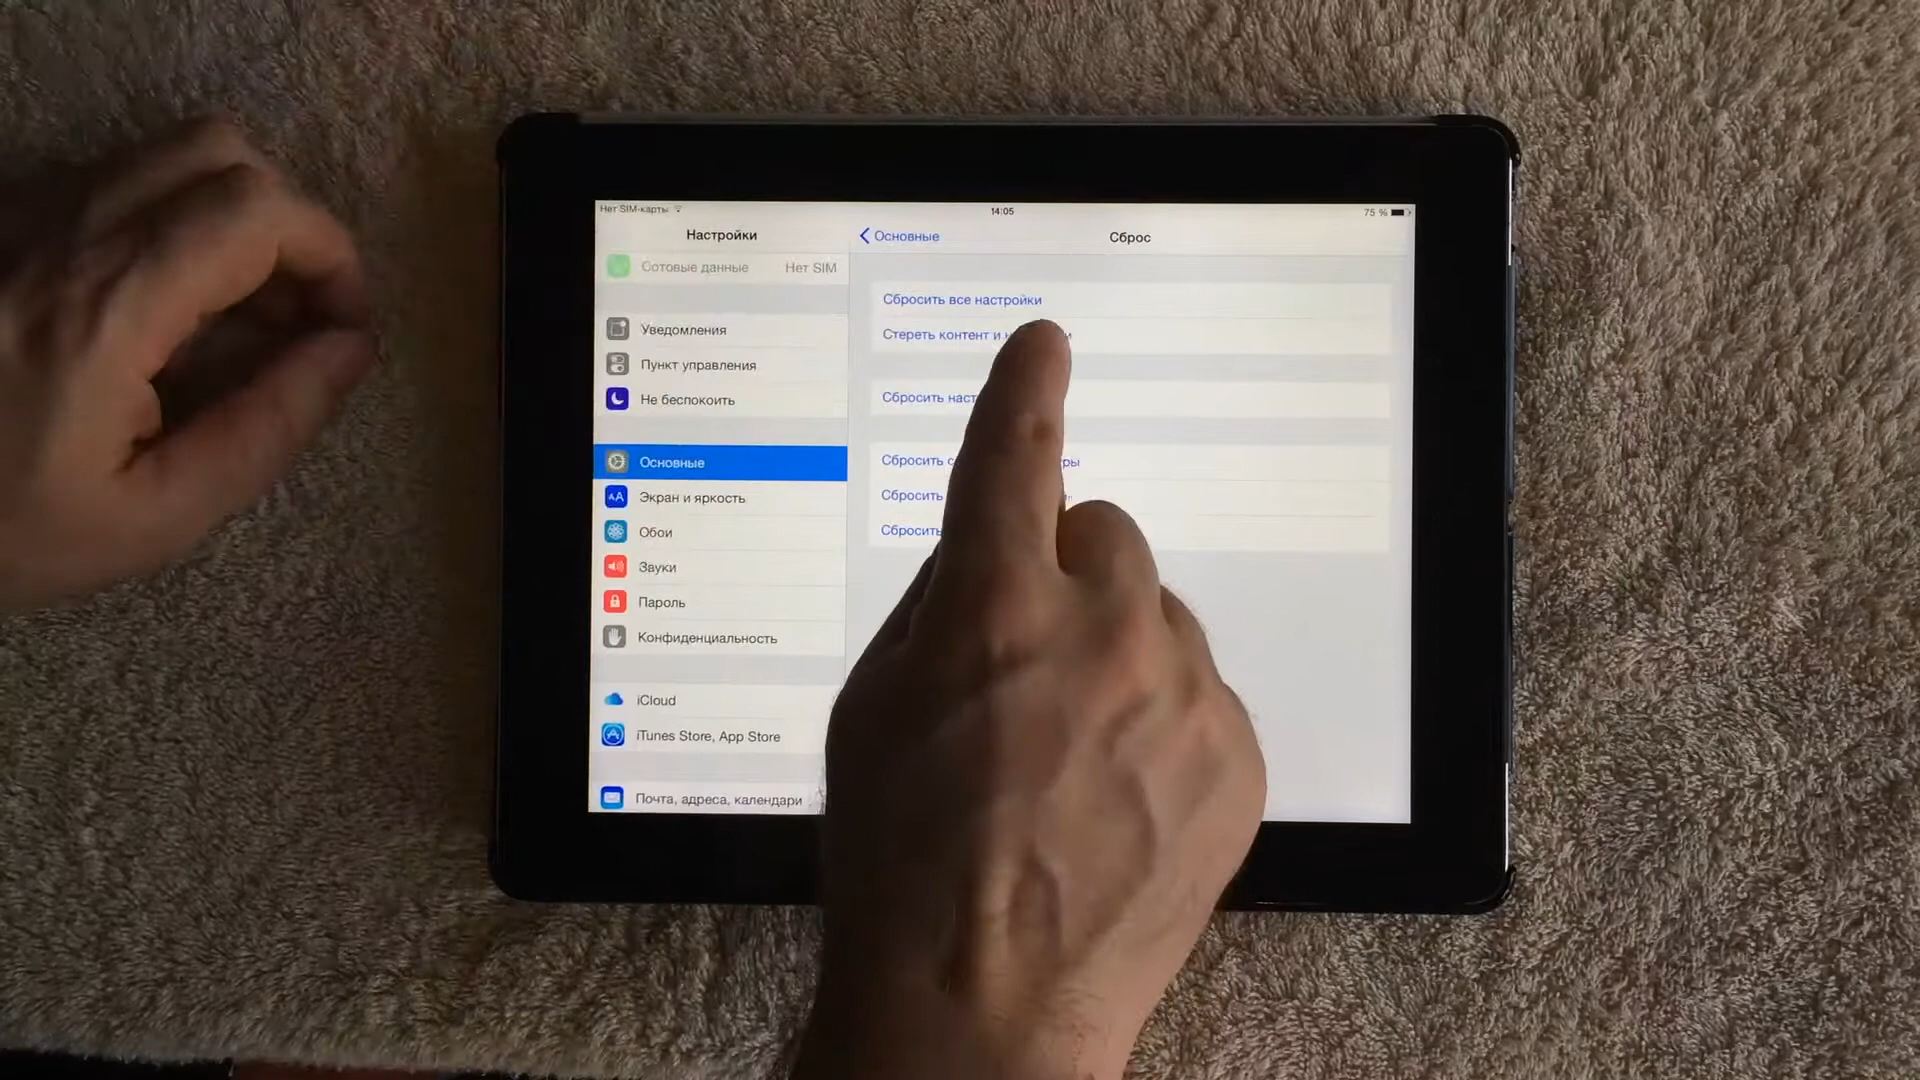 Нет SIM-карты
14:05
75 %
Настройки
Основные
Сброс
Сотовые данные
Нет SIM
Уведомления
Пункт управления
Не беспокоить
Основные
Экран и яркость
Обои
Звуки
Пароль
Конфиденциальность
iCloud
iTunes Store, App Store
Почта, адреса, календари
Сбросить все настройки
Стереть контент и
Сбросить
Сбросить
Сбросить
Сбросить